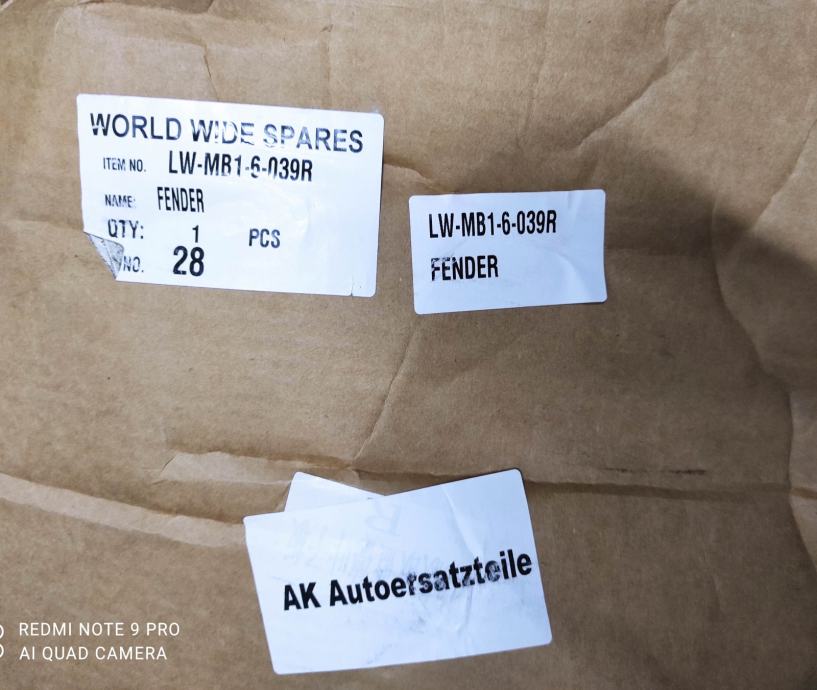 WORLD WIDE SPARES
ITEM NO. LW-MB1-6-039R
NAME: FENDER
QTY: 1 PCS
/NO. 28
LW-MB1-6-039R
FENDER
AK Autoersatzteile
REDMI NOTE 9 PRO
AI QUAD CAMERA